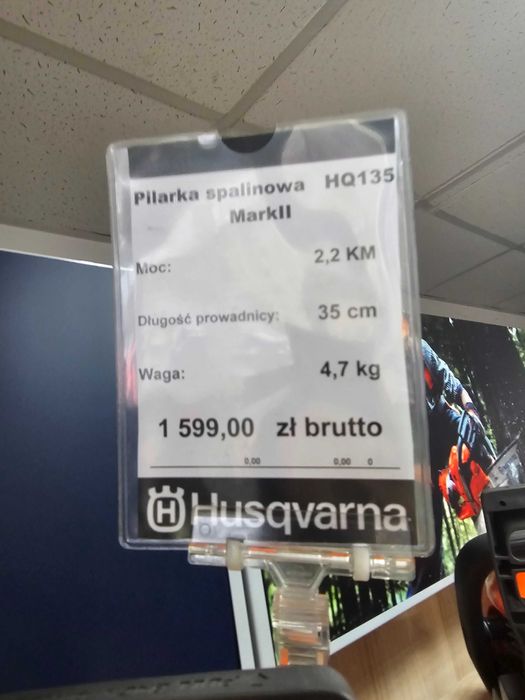 Pilarka spalinowa HQ135
MarkII
Moc: 2,2 KM
Długość prowadnicy: 35 cm
Waga: 4,7 kg
1 599,00 zł brutto
0,00 0,00 0
Husqvarna